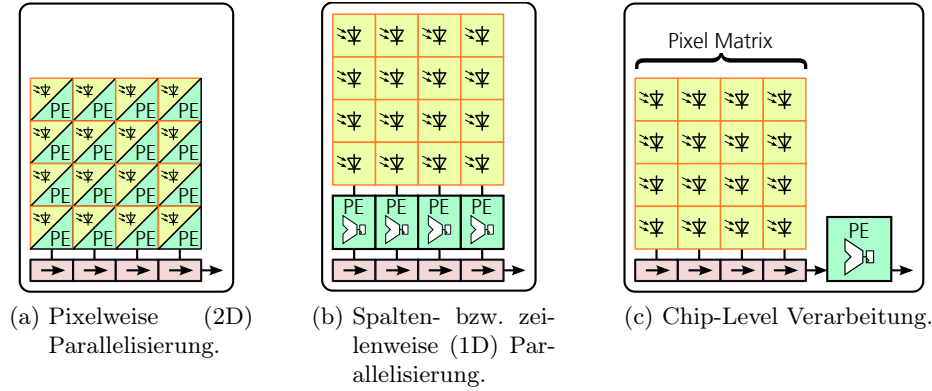 PE PE PE PE
PE PE PE PE
PE PE PE PE
PE PE PE PE
(a) Pixelweise (2D)
Parallelisierung.
PE PE PE PE
(b) Spalten- bzw. zei-
lenweise (1D) Par-
allelisierung.
Pixel Matrix
PE
(c) Chip-Level Verarbeitung.